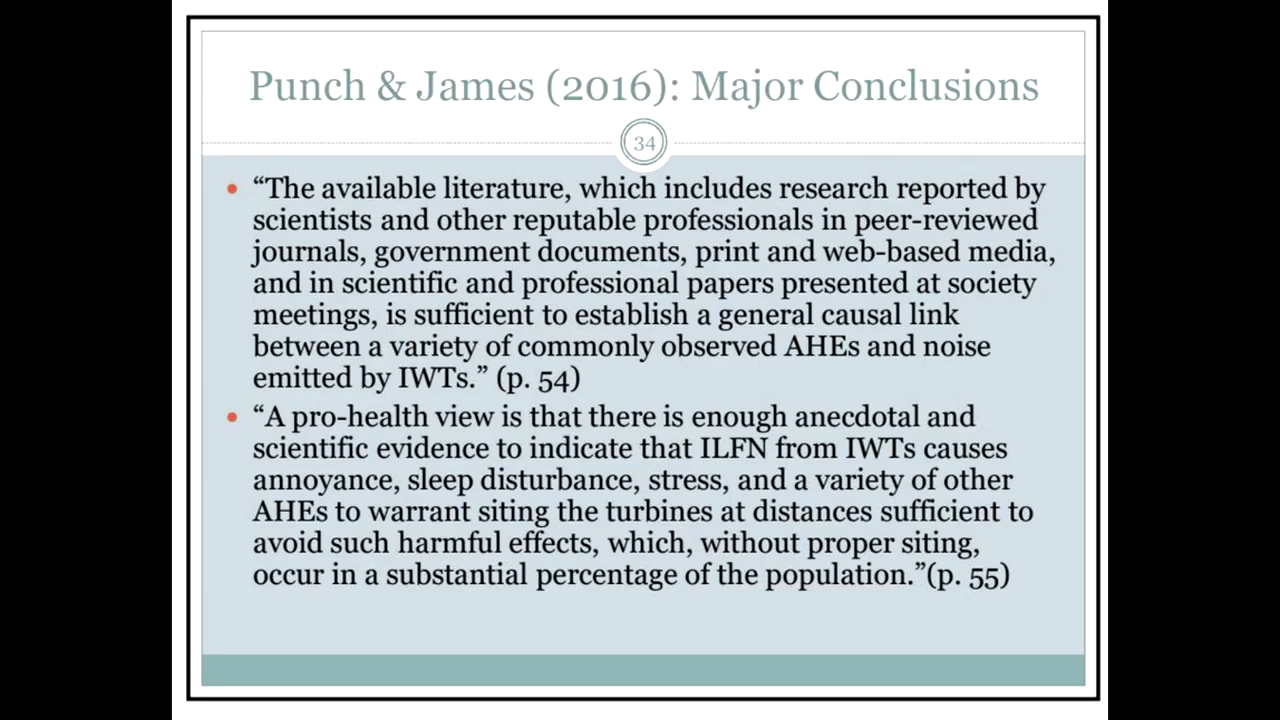 Punch & James (2016): Major Conclusions
34
• “The available literature, which includes research reported by
scientists and other reputable professionals in peer-reviewed
journals, government documents, print and web-based media,
and in scientific and professional papers presented at society
meetings, is sufficient to establish a general causal link
between a variety of commonly observed AHEs and noise
emitted by IWTs.” (p. 54)
• “A pro-health view is that there is enough anecdotal and
scientific evidence to indicate that ILFN from IWTs causes
annoyance, sleep disturbance, stress, and a variety of other
AHEs to warrant siting the turbines at distances sufficient to
avoid such harmful effects, which, without proper siting,
occur in a substantial percentage of the population.”(p. 55)